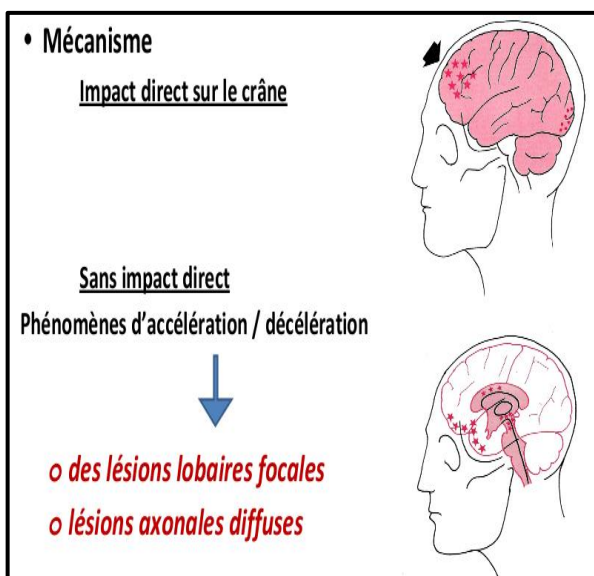 • Mécanisme
Impact direct sur le crâne
Sans impact direct
Phénomènes d'accélération / décélération
o des lésions lobaires focales
o lésions axonales diffuses